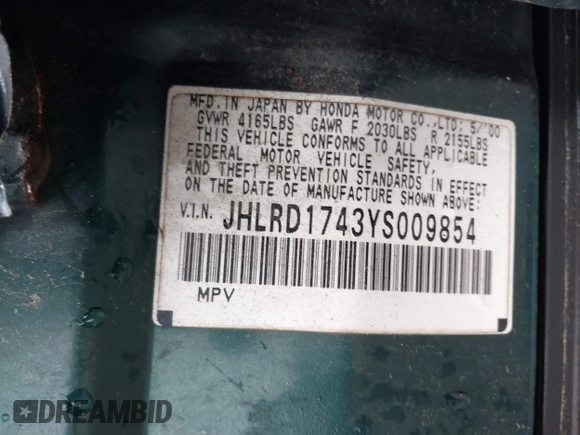 MFD. IN JAPAN BY HONDA MOTOR CO., LTD. 5/'00
GVWR 4165LBS GAWR F 2030LBS R 2155LBS
THIS VEHICLE CONFORMS TO ALL APPLICABLE
FEDERAL MOTOR VEHICLE SAFETY,
AND THEFT PREVENTION STANDARDS IN EFFECT
ON THE DATE OF MANUFACTURE SHOWN ABOVE:
V.I.N. JHLRD1743YS009854
MPV
DREAMBID